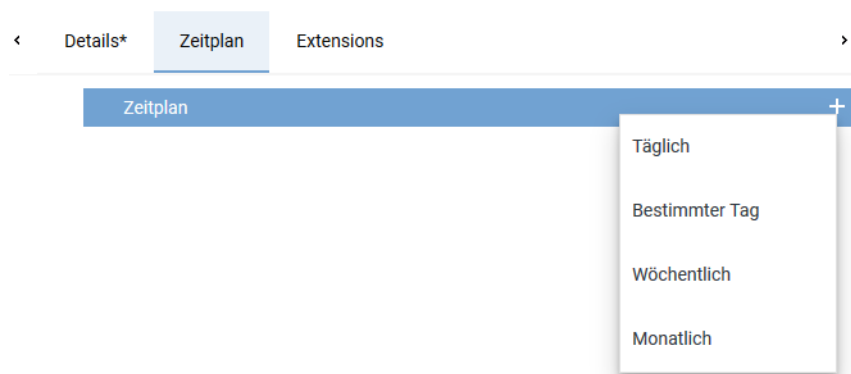 Details* Zeitplan Extensions
Zeitplan
Täglich
Bestimmter Tag
Wöchentlich
Monatlich